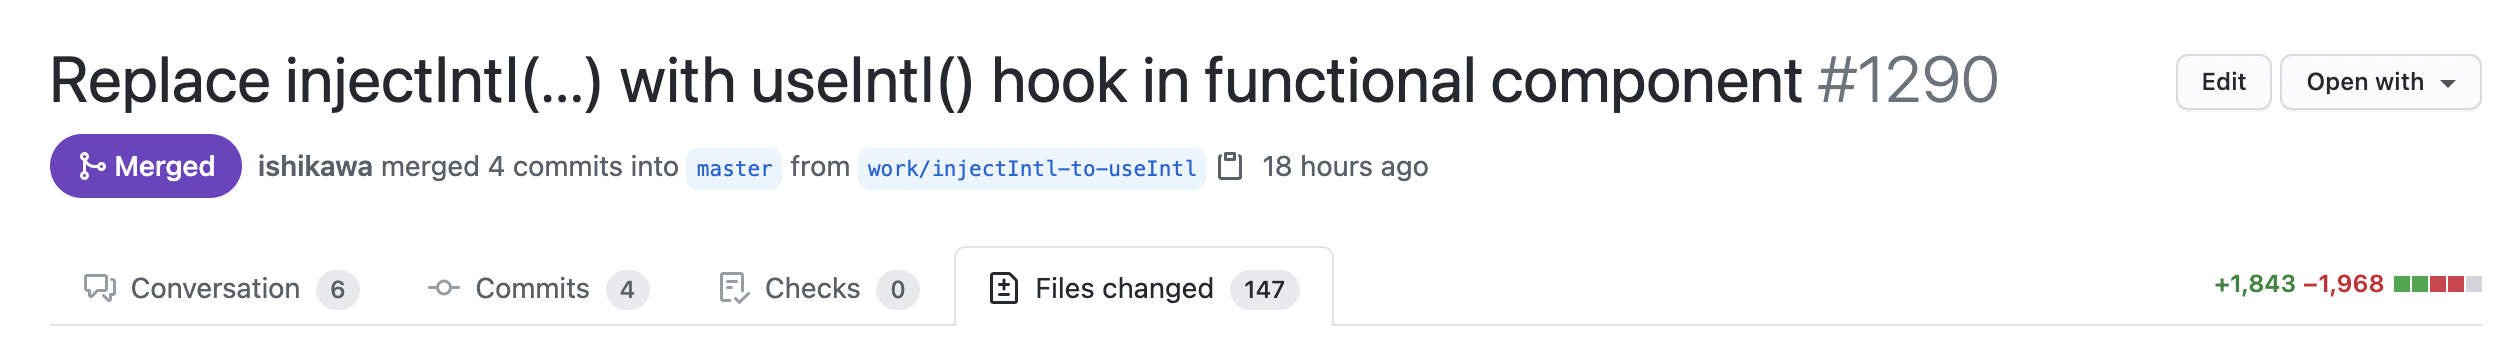 Replace injectIntl(...) with useIntl() hook in functional component #1290 Edit Open with
Merged ishikawa merged 4 commits into master from work/injectIntl-to-useIntl 18 hours ago
Conversation 6 Commits 4 Checks 0 Files changed 147 +1,843 −1,968